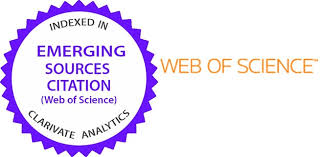 INDEXED IN
EMERGING
SOURCES
CITATION
(Web of Science)
CLARIVATE ANALYTICS
WEB OF SCIENCE™